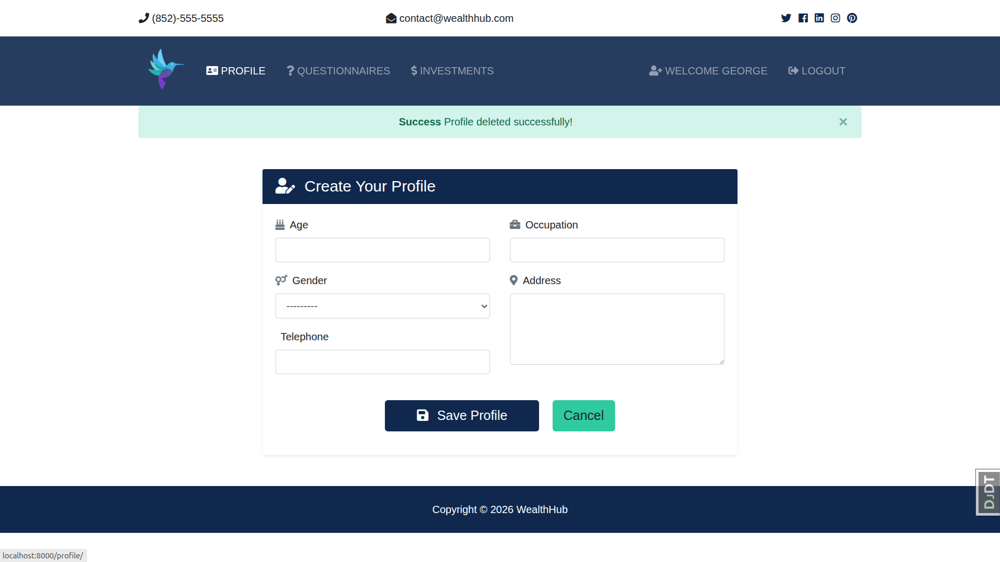 (852)-555-5555
contact@wealthhub.com
PROFILE
QUESTIONNAIRES
INVESTMENTS
WELCOME GEORGE
LOGOUT
Success Profile deleted successfully!
×
Create Your Profile
Age
Occupation
Gender
Address
---------
Telephone
Save Profile
Cancel
DJDT
Copyright © 2026 WealthHub
localhost:8000/profile/